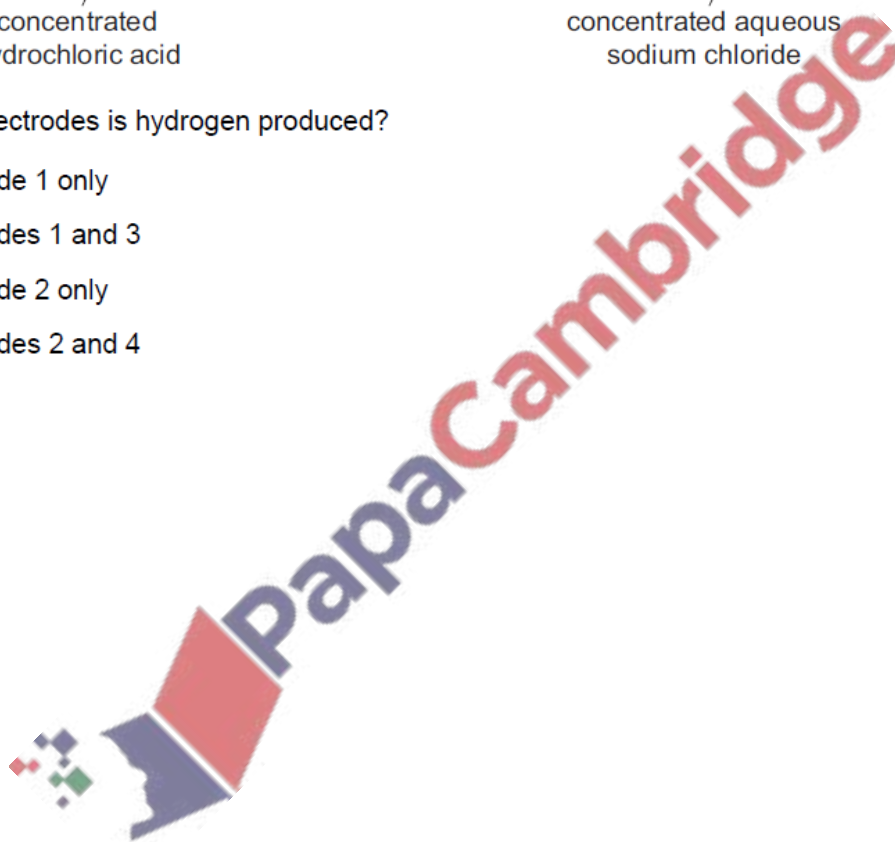 concentrated
drochloric acid
concentrated aqueous
sodium chloride
ectrodes is hydrogen produced?
de 1 only
des 1 and 3
de 2 only
des 2 and 4
PapaCambridge